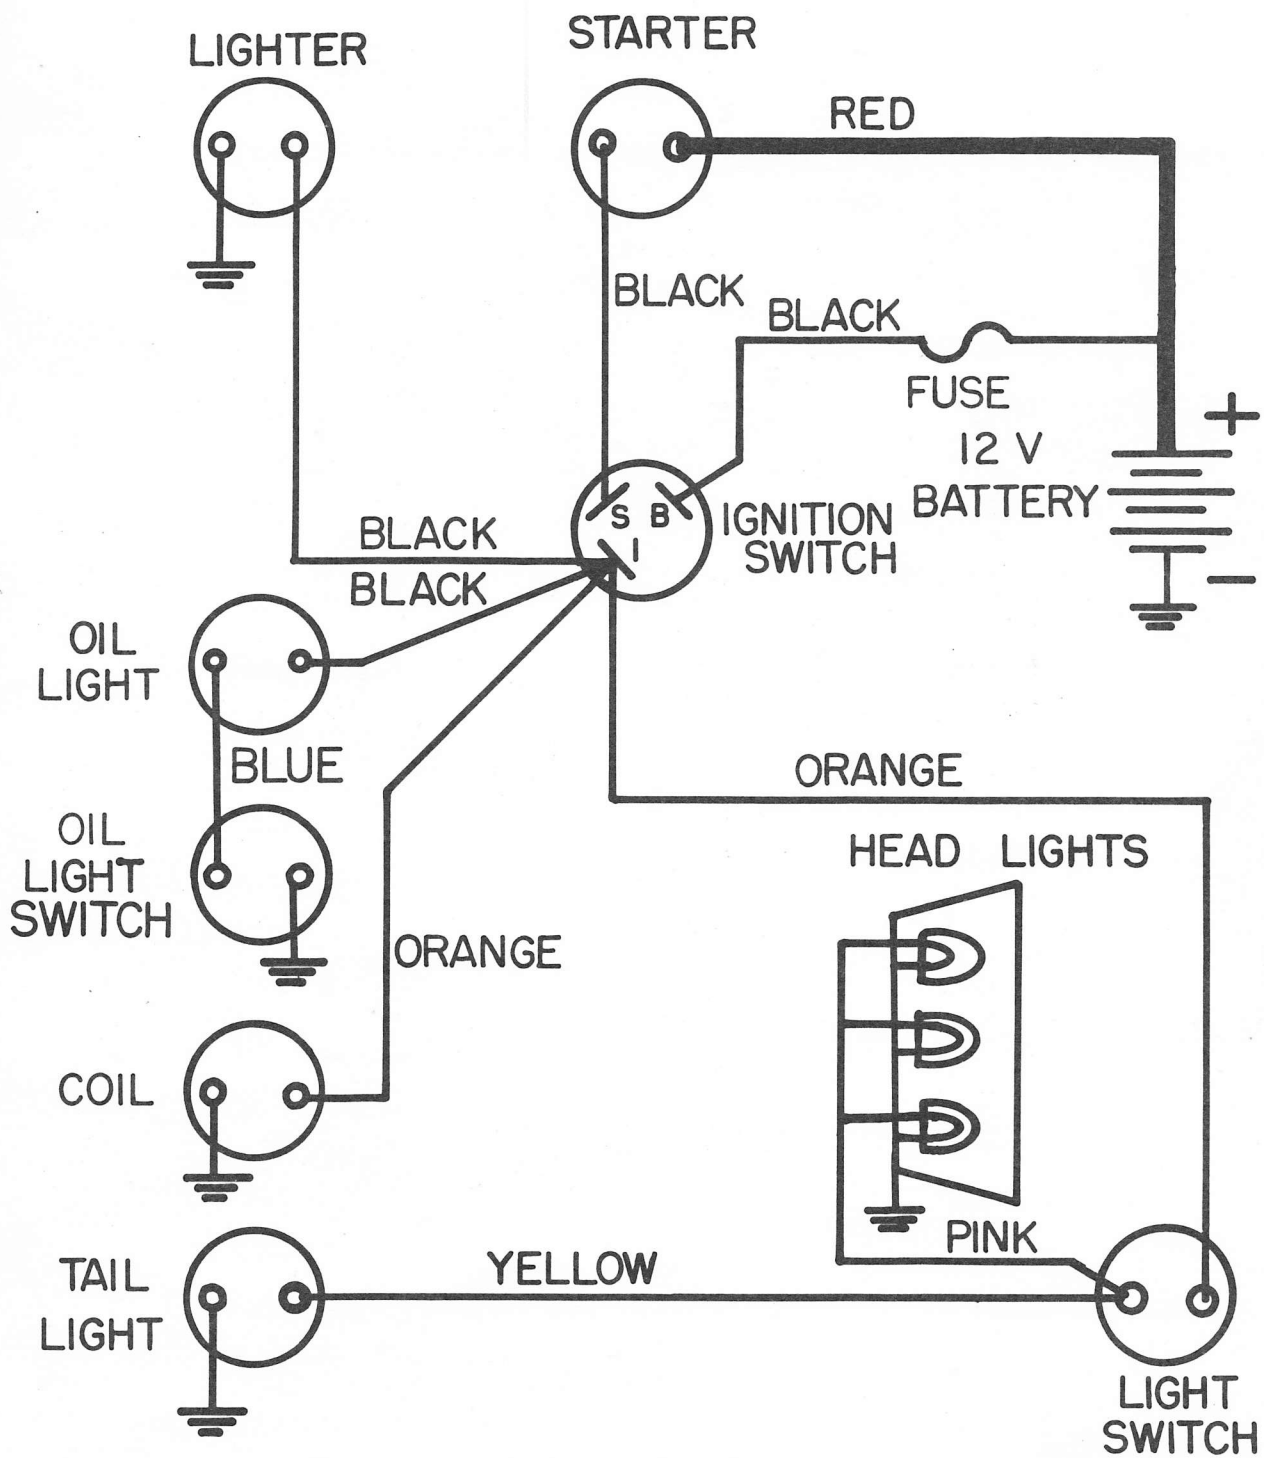 LIGHTER
STARTER
RED
BLACK
BLACK
FUSE
+
12 V
BATTERY
S B
I
IGNITION
SWITCH
BLACK
BLACK
−
OIL
LIGHT
BLUE
ORANGE
OIL
LIGHT
SWITCH
HEAD LIGHTS
ORANGE
COIL
PINK
YELLOW
TAIL
LIGHT
LIGHT
SWITCH